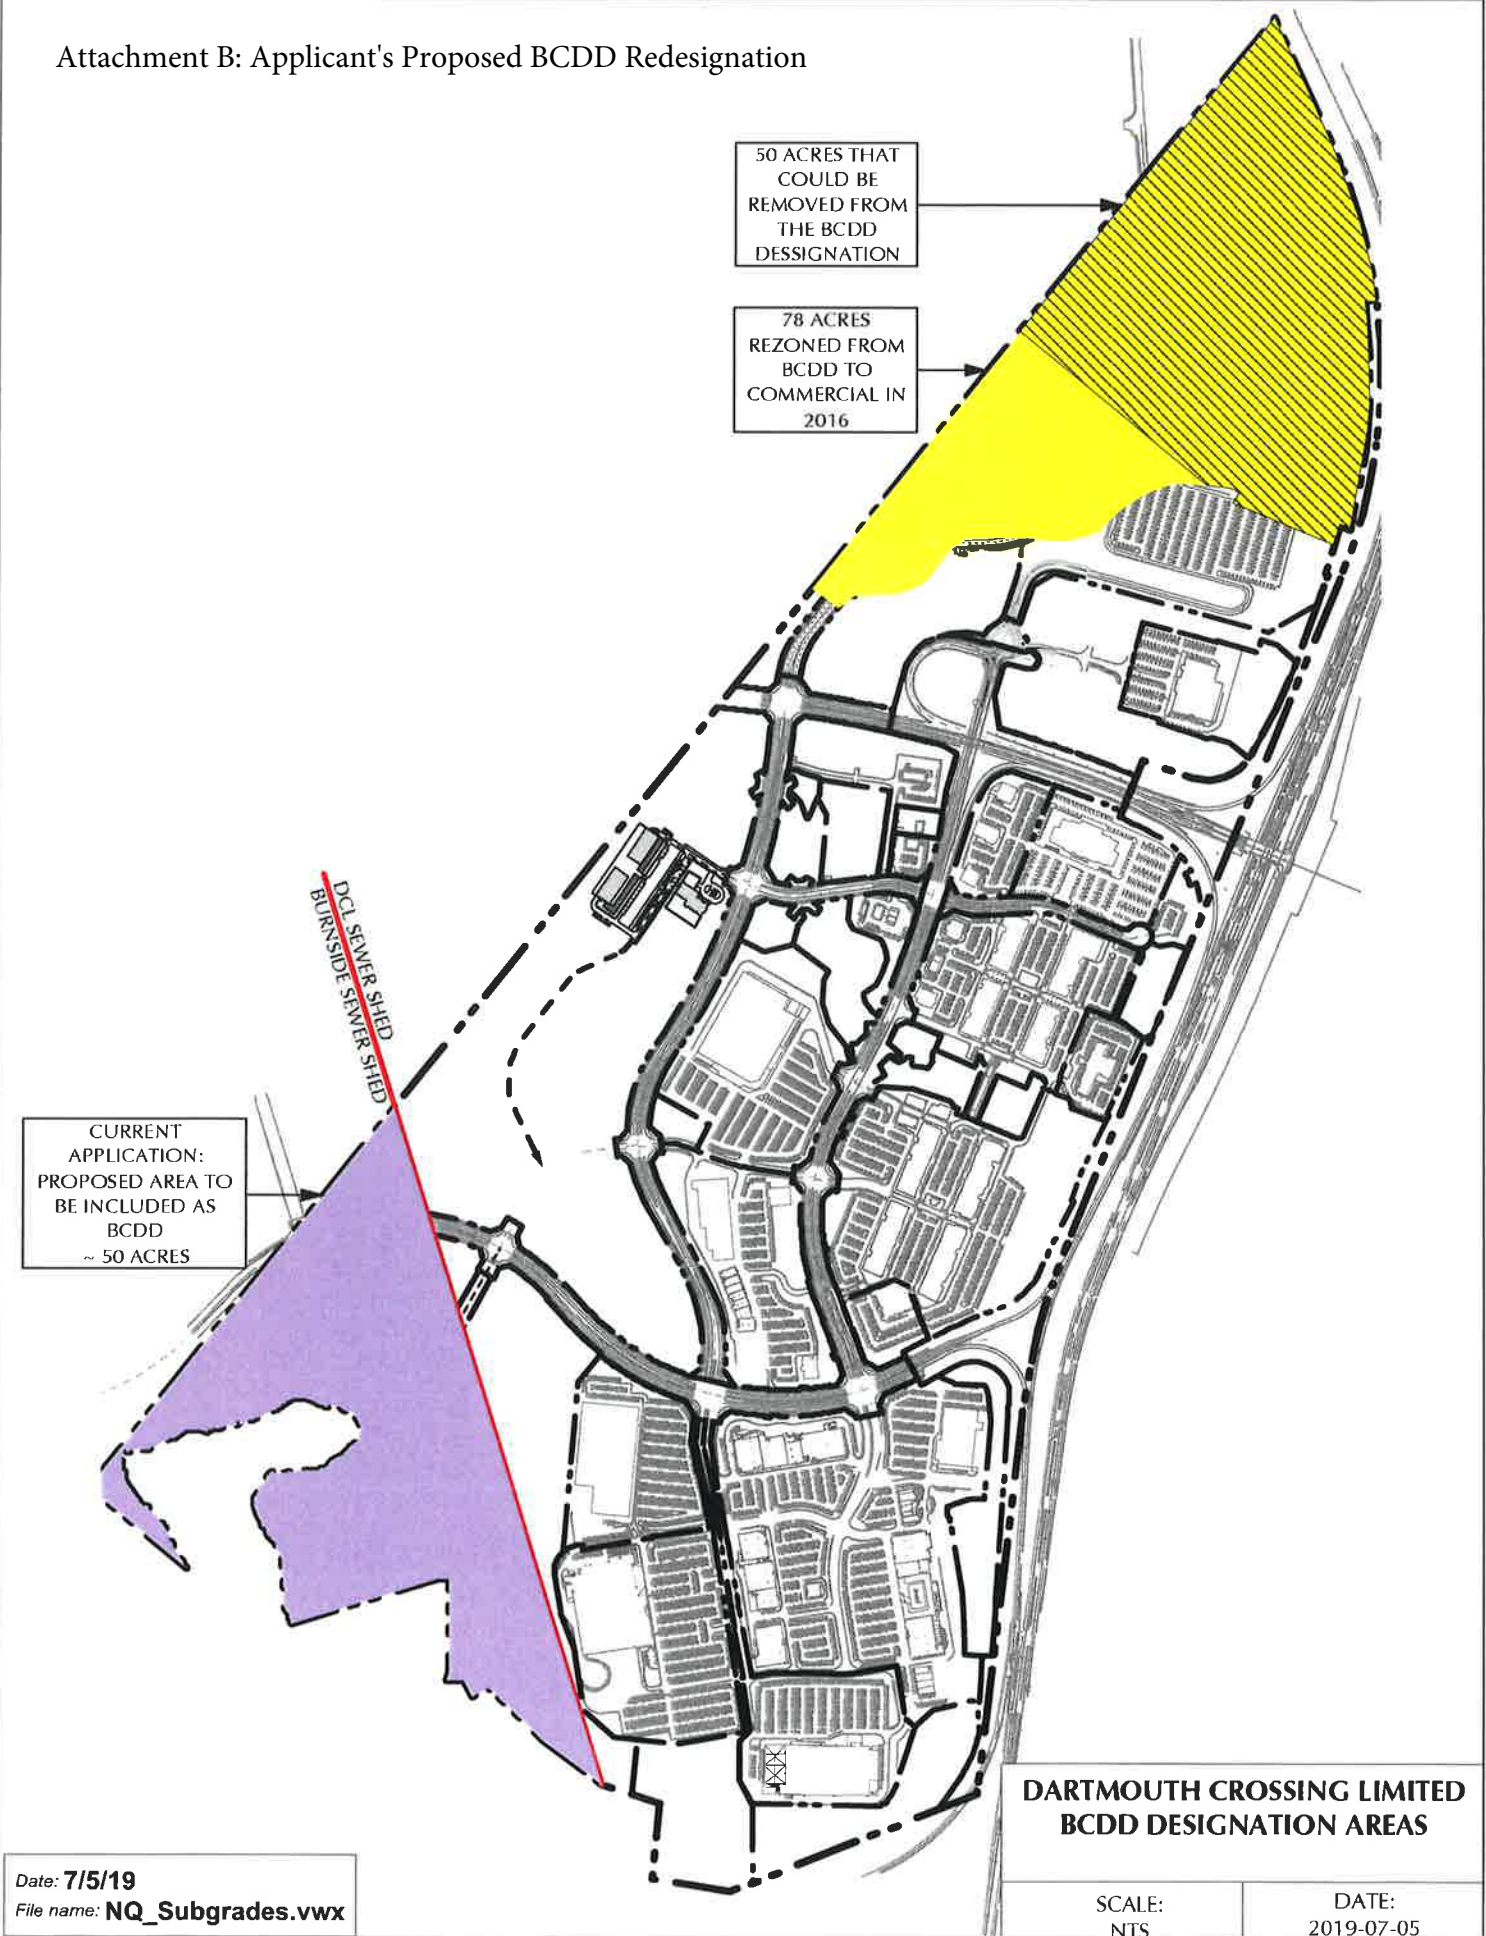 Attachment B: Applicant's Proposed BCDD Redesignation
50 ACRES THAT
COULD BE
REMOVED FROM
THE BCDD
DESSIGNATION
78 ACRES
REZONED FROM
BCDD TO
COMMERCIAL IN
2016
DCL SEWER SHED
BURNSIDE SEWER SHED
CURRENT
APPLICATION:
PROPOSED AREA TO
BE INCLUDED AS
BCDD
~ 50 ACRES
DARTMOUTH CROSSING LIMITED
BCDD DESIGNATION AREAS
SCALE:
NTS
DATE:
2019-07-05
Date: 7/5/19
File name: NQ_Subgrades.vwx